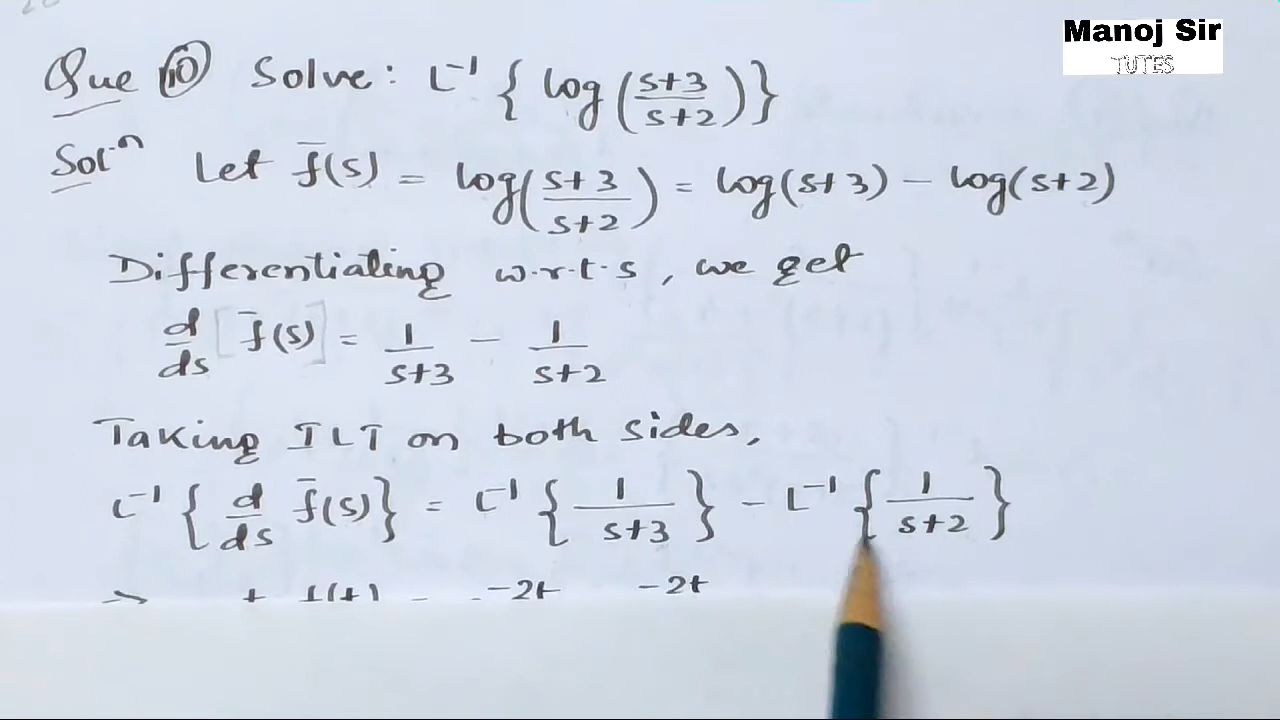 Manoj Sir
TUTES
Que 10 Solve: L⁻¹ { log ( (s+3)/(s+2) ) }
Solⁿ Let f̄(s) = log( (s+3)/(s+2) ) = log(s+3) − log(s+2)
Differentiating w.r.t.s, we get
d/ds [f̄(s)] = 1/(s+3) − 1/(s+2)
Taking ILT on both sides,
L⁻¹ { d/ds f̄(s) } = L⁻¹ { 1/(s+3) } − L⁻¹ { 1/(s+2) }